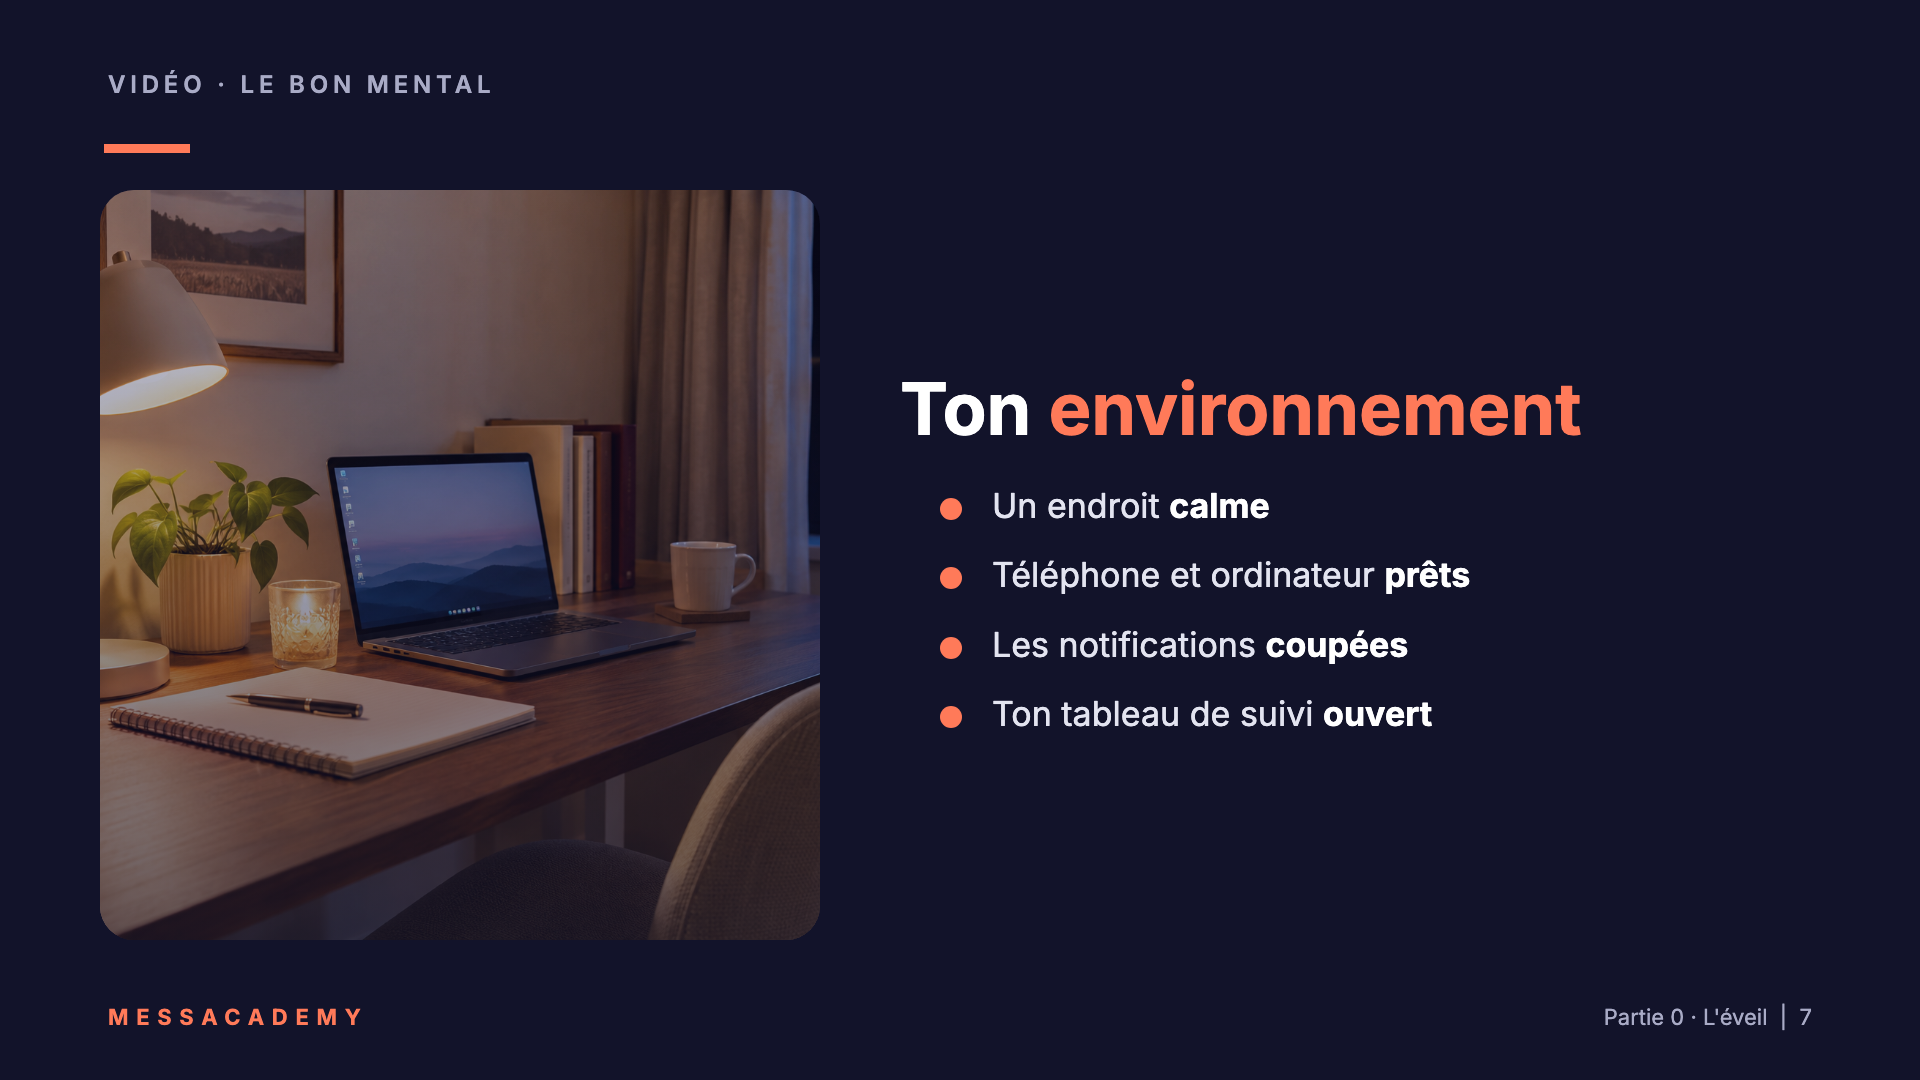 VIDÉO · LE BON MENTAL
Ton environnement
Un endroit calme
Téléphone et ordinateur prêts
Les notifications coupées
Ton tableau de suivi ouvert
MESSACADEMY
Partie 0 · L'éveil | 7